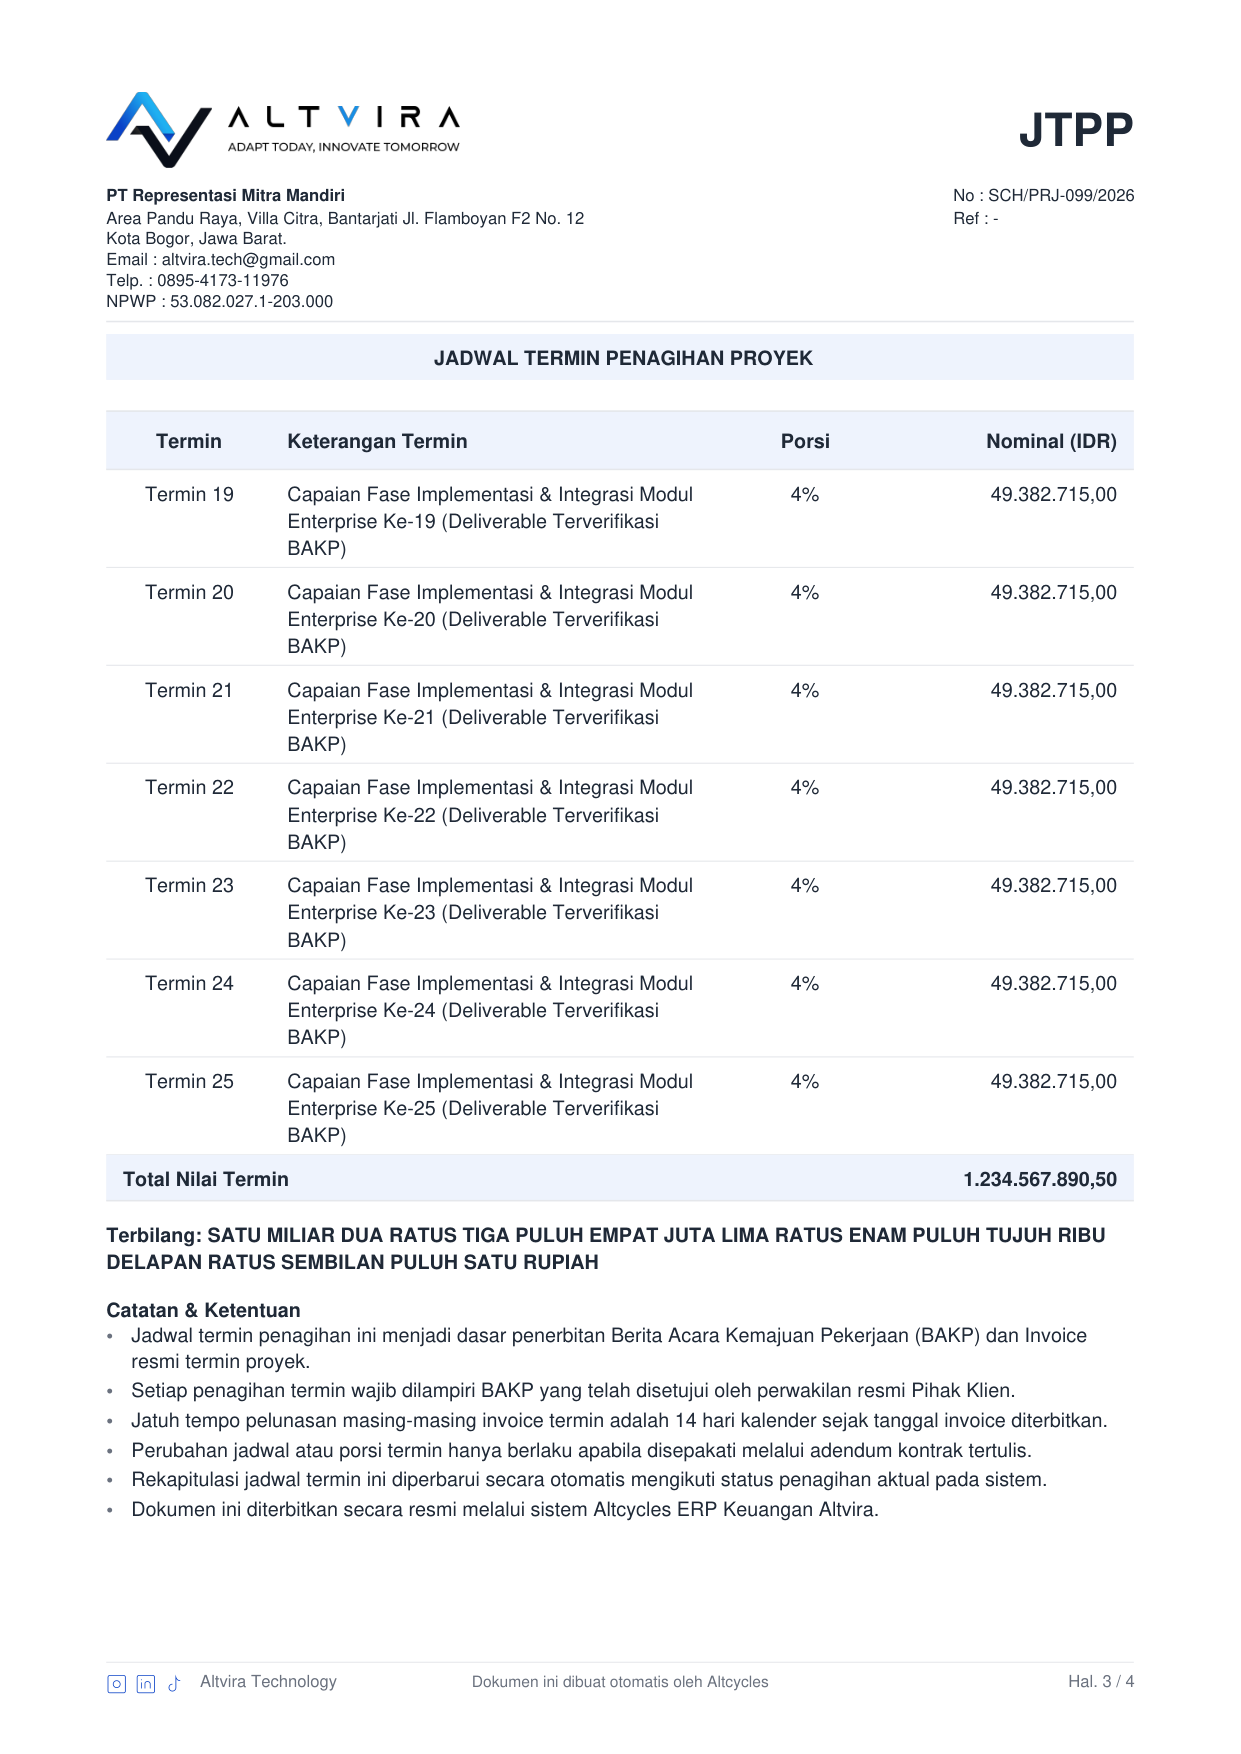 ALTVIRA
ADAPT TODAY, INNOVATE TOMORROW
JTPP
PT Representasi Mitra Mandiri
Area Pandu Raya, Villa Citra, Bantarjati Jl. Flamboyan F2 No. 12
Kota Bogor, Jawa Barat.
Email : altvira.tech@gmail.com
Telp. : 0895-4173-11976
NPWP : 53.082.027.1-203.000
No : SCH/PRJ-099/2026
Ref : -
JADWAL TERMIN PENAGIHAN PROYEK
Termin Keterangan Termin Porsi Nominal (IDR)
Termin 19 Capaian Fase Implementasi & Integrasi Modul 4% 49.382.715,00
Enterprise Ke-19 (Deliverable Terverifikasi
BAKP)
Termin 20 Capaian Fase Implementasi & Integrasi Modul 4% 49.382.715,00
Enterprise Ke-20 (Deliverable Terverifikasi
BAKP)
Termin 21 Capaian Fase Implementasi & Integrasi Modul 4% 49.382.715,00
Enterprise Ke-21 (Deliverable Terverifikasi
BAKP)
Termin 22 Capaian Fase Implementasi & Integrasi Modul 4% 49.382.715,00
Enterprise Ke-22 (Deliverable Terverifikasi
BAKP)
Termin 23 Capaian Fase Implementasi & Integrasi Modul 4% 49.382.715,00
Enterprise Ke-23 (Deliverable Terverifikasi
BAKP)
Termin 24 Capaian Fase Implementasi & Integrasi Modul 4% 49.382.715,00
Enterprise Ke-24 (Deliverable Terverifikasi
BAKP)
Termin 25 Capaian Fase Implementasi & Integrasi Modul 4% 49.382.715,00
Enterprise Ke-25 (Deliverable Terverifikasi
BAKP)
Total Nilai Termin 1.234.567.890,50
Terbilang: SATU MILIAR DUA RATUS TIGA PULUH EMPAT JUTA LIMA RATUS ENAM PULUH TUJUH RIBU
DELAPAN RATUS SEMBILAN PULUH SATU RUPIAH
Catatan & Ketentuan
• Jadwal termin penagihan ini menjadi dasar penerbitan Berita Acara Kemajuan Pekerjaan (BAKP) dan Invoice
resmi termin proyek.
• Setiap penagihan termin wajib dilampiri BAKP yang telah disetujui oleh perwakilan resmi Pihak Klien.
• Jatuh tempo pelunasan masing-masing invoice termin adalah 14 hari kalender sejak tanggal invoice diterbitkan.
• Perubahan jadwal atau porsi termin hanya berlaku apabila disepakati melalui adendum kontrak tertulis.
• Rekapitulasi jadwal termin ini diperbarui secara otomatis mengikuti status penagihan aktual pada sistem.
• Dokumen ini diterbitkan secara resmi melalui sistem Altcycles ERP Keuangan Altvira.
Altvira Technology Dokumen ini dibuat otomatis oleh Altcycles Hal. 3 / 4